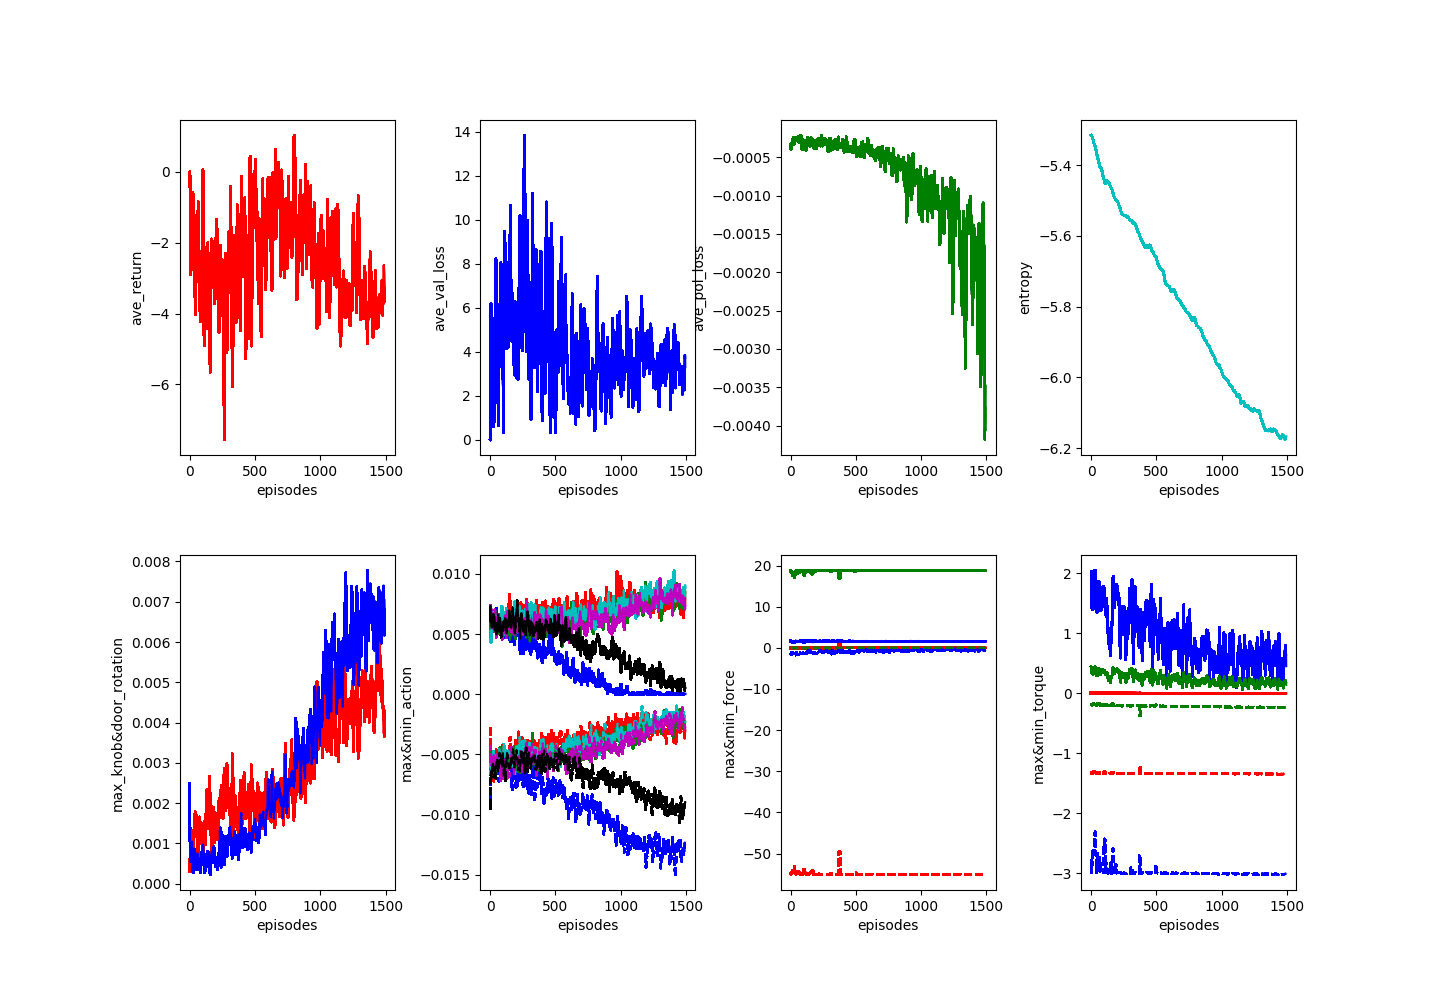 ave_return
0
−2
−4
−6
0 500 1000 1500
episodes
ave_val_loss
14
12
10
8
6
4
2
0
0 500 1000 1500
episodes
ave_pol_loss
−0.0005
−0.0010
−0.0015
−0.0020
−0.0025
−0.0030
−0.0035
−0.0040
0 500 1000 1500
episodes
entropy
−5.4
−5.6
−5.8
−6.0
−6.2
0 500 1000 1500
episodes
max_knob&door_rotation
0.008
0.007
0.006
0.005
0.004
0.003
0.002
0.001
0.000
0 500 1000 1500
episodes
max&min_action
0.010
0.005
0.000
−0.005
−0.010
−0.015
0 500 1000 1500
episodes
max&min_force
20
10
0
−10
−20
−30
−40
−50
0 500 1000 1500
episodes
max&min_torque
2
1
0
−1
−2
−3
0 500 1000 1500
episodes